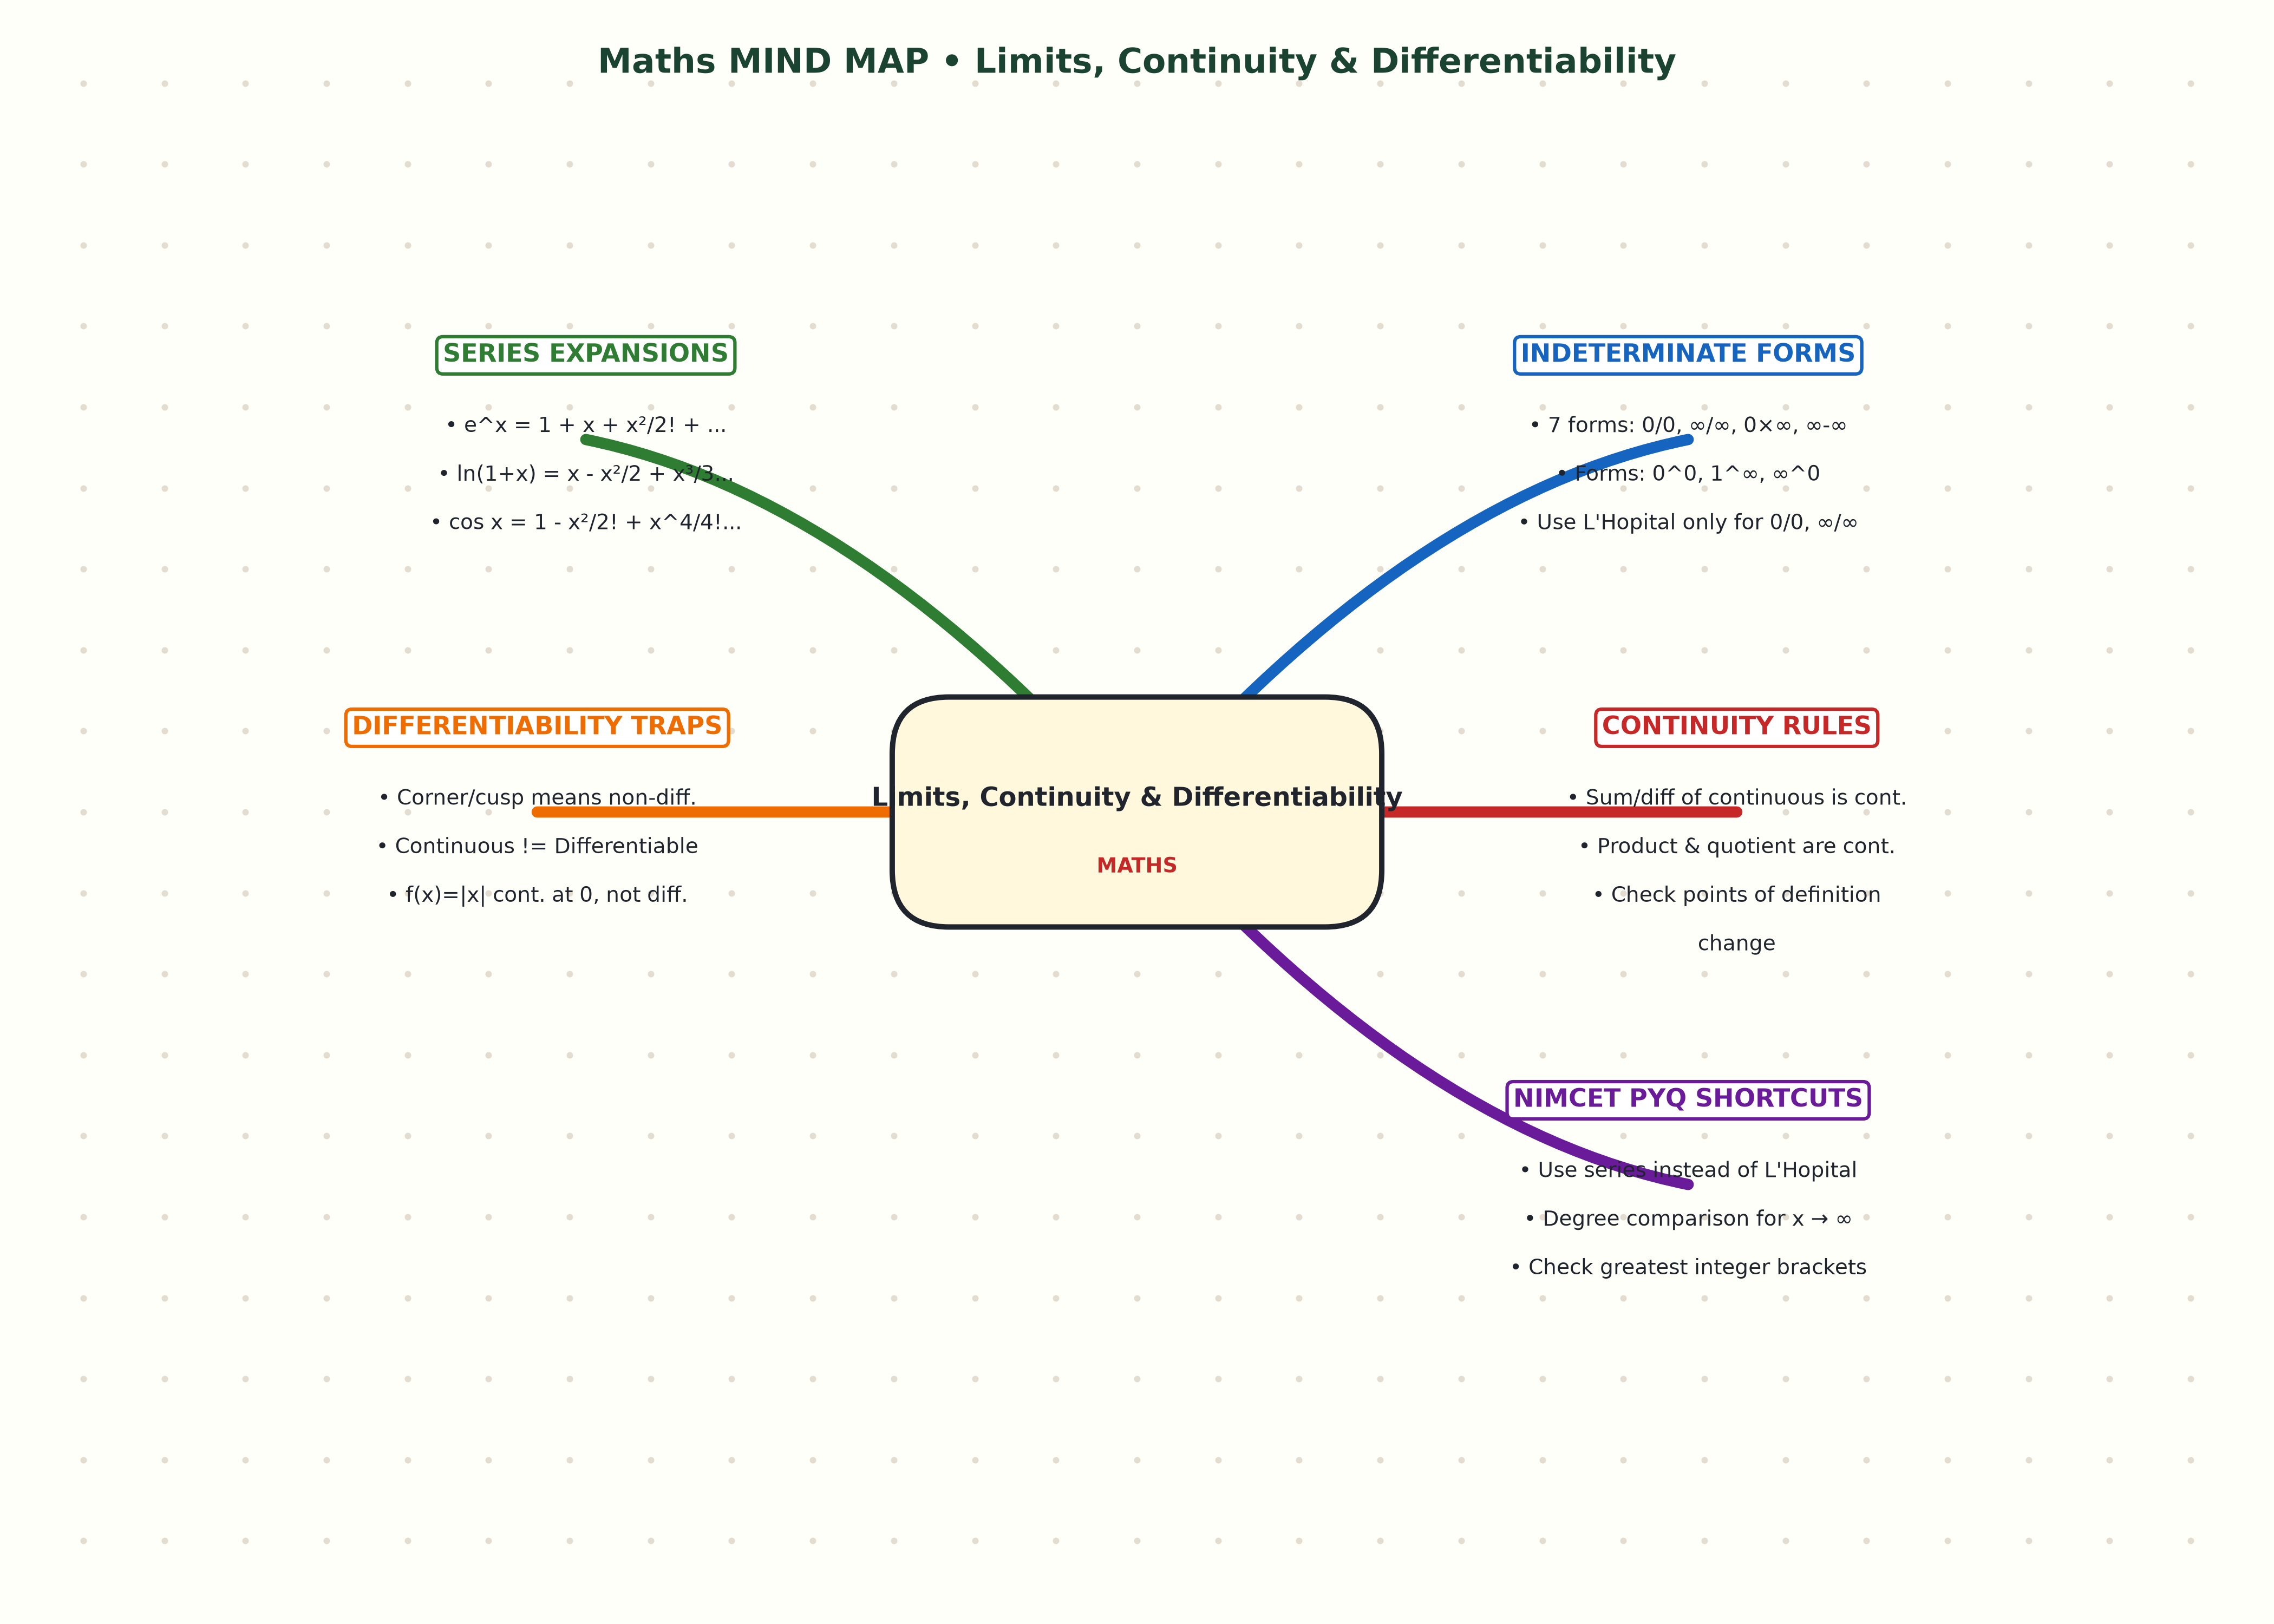 Maths MIND MAP • Limits, Continuity & Differentiability
SERIES EXPANSIONS
• e^x = 1 + x + x²/2! + ...
• ln(1+x) = x - x²/2 + x³/3...
• cos x = 1 - x²/2! + x^4/4!...
INDETERMINATE FORMS
• 7 forms: 0/0, ∞/∞, 0×∞, ∞-∞
• Forms: 0^0, 1^∞, ∞^0
• Use L'Hopital only for 0/0, ∞/∞
DIFFERENTIABILITY TRAPS
• Corner/cusp means non-diff.
• Continuous != Differentiable
• f(x)=|x| cont. at 0, not diff.
Limits, Continuity & Differentiability
MATHS
CONTINUITY RULES
• Sum/diff of continuous is cont.
• Product & quotient are cont.
• Check points of definition
change
NIMCET PYQ SHORTCUTS
• Use series instead of L'Hopital
• Degree comparison for x → ∞
• Check greatest integer brackets